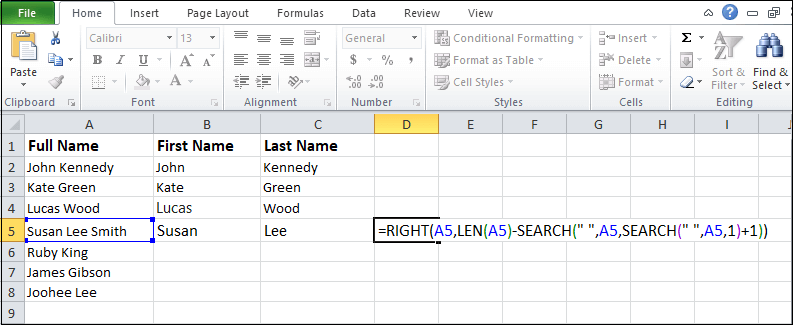 File Home Insert Page Layout Formulas Data Review View
Calibri 13 General Conditional Formatting Insert
Paste B I U A A $ % , Format as Table Delete Sort & Find &
Cell Styles Format Filter Select
Clipboard Font Alignment Number Styles Cells Editing
A B C D E F G H I J
1 Full Name First Name Last Name
2 John Kennedy John Kennedy
3 Kate Green Kate Green
4 Lucas Wood Lucas Wood
5 Susan Lee Smith Susan Lee =RIGHT(A5,LEN(A5)-SEARCH(" ",A5,SEARCH(" ",A5,1)+1))
6 Ruby King
7 James Gibson
8 Joohee Lee
9